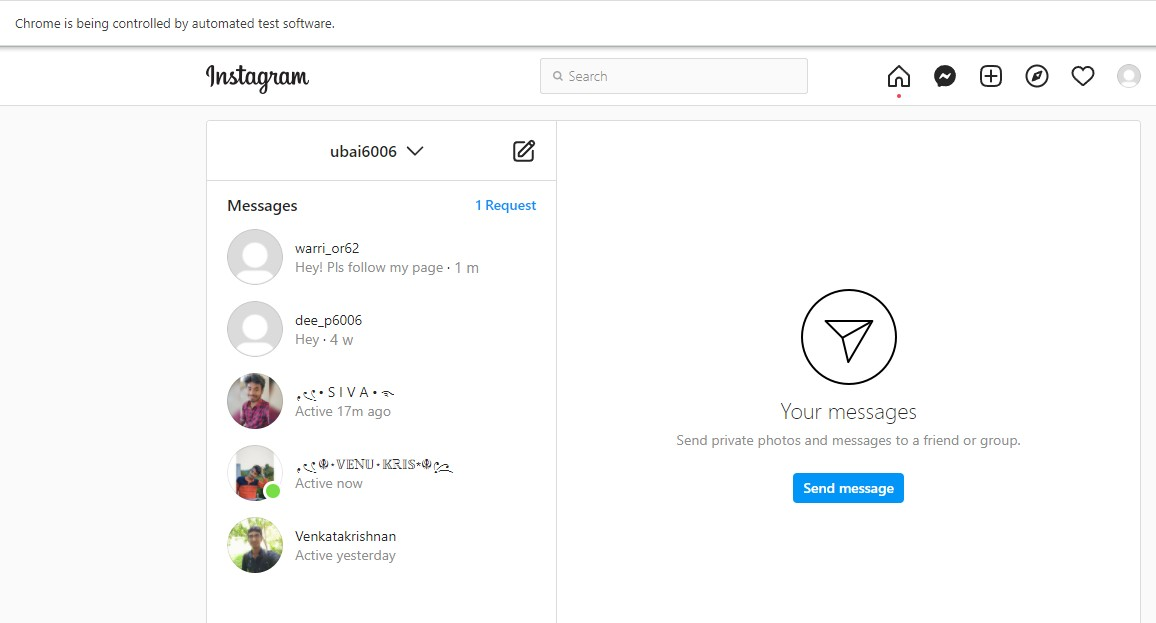 Chrome is being controlled by automated test software.
Instagram
Search
ubai6006
Messages
1 Request
warri_or62
Hey! Pls follow my page · 1 m
dee_p6006
Hey · 4 w
• S I V A •
Active 17m ago
𝕍𝔼ℕ𝕌 • 𝕂ℝ𝕀𝕊
Active now
Venkatakrishnan
Active yesterday
Your messages
Send private photos and messages to a friend or group.
Send message